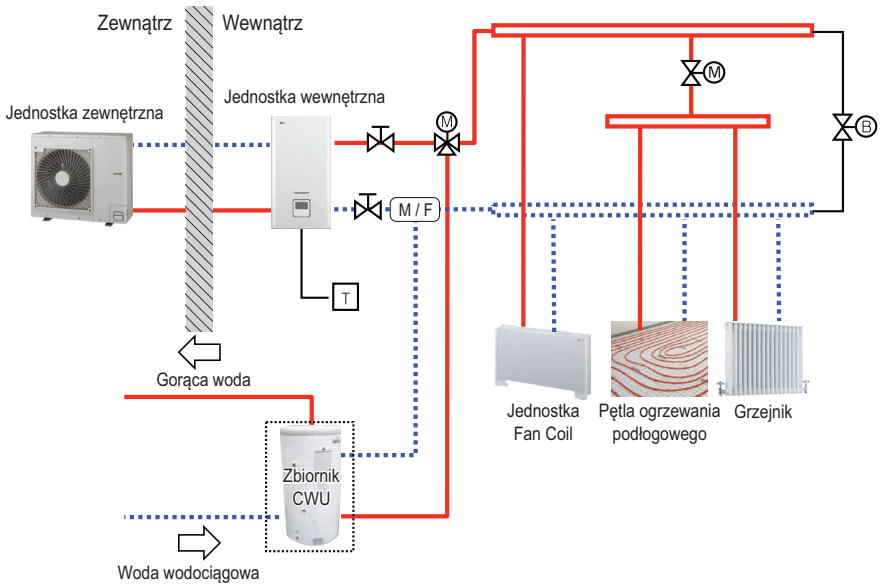 Zewnątrz
Wewnątrz
Jednostka zewnętrzna
Jednostka wewnętrzna
M
M
B
M / F
T
Gorąca woda
Jednostka
Fan Coil
Pętla ogrzewania
podłogowego
Grzejnik
Zbiornik
CWU
Woda wodociągowa